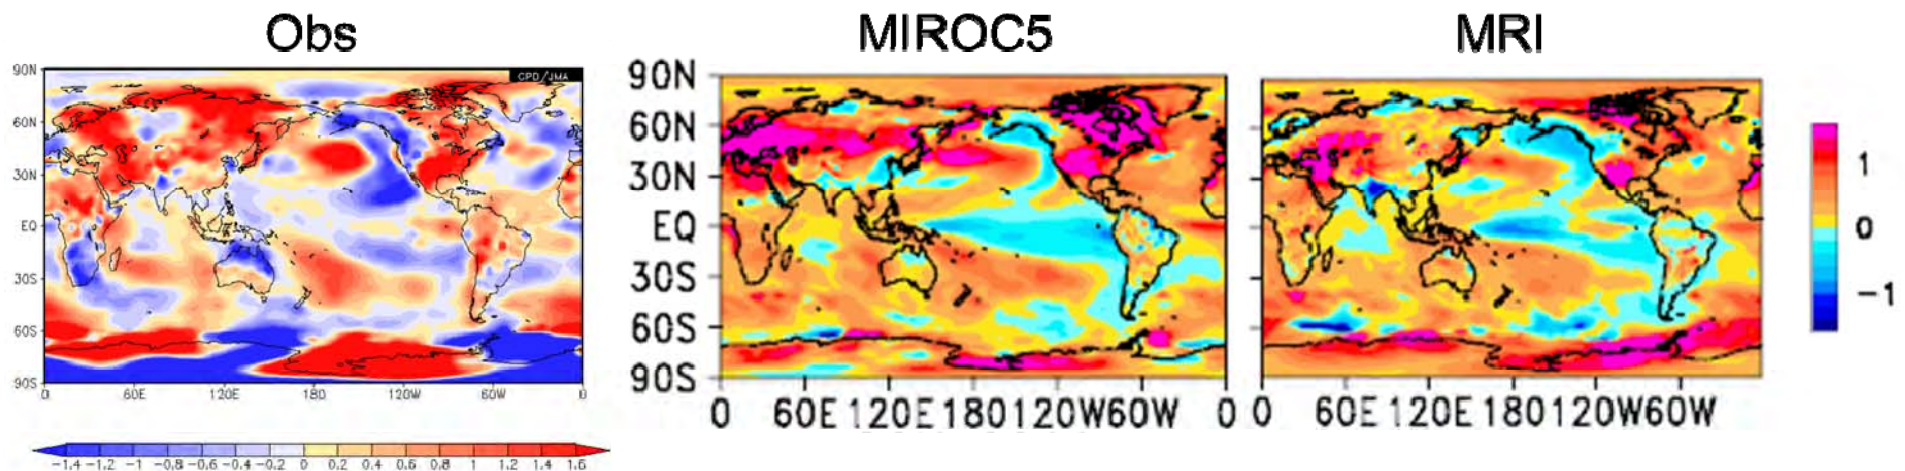 Obs
MIROC5
MRI
CPD/JMA
90N
60N
30N
EQ
30S
60S
90S
0 60E 120E 180 120W 60W 0
-1.4 -1.2 -1 -0.8 -0.6 -0.4 -0.2 0 0.2 0.4 0.6 0.8 1 1.2 1.4 1.6
90N
60N
30N
EQ
30S
60S
90S
0 60E 120E 180 120W 60W 0
0 60E 120E 180 120W 60W
1
0
-1